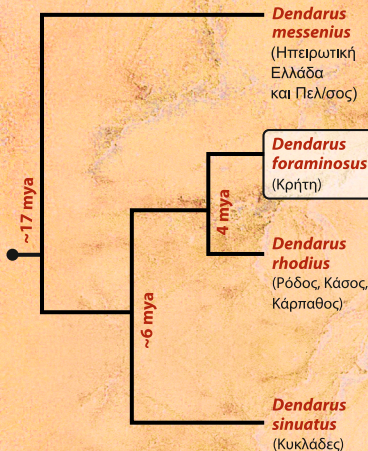 Dendarus
messenius
(Ηπειρωτική
Ελλάδα
και Πελ/σος)
Dendarus
foraminosus
(Κρήτη)
~17 mya
4 mya
Dendarus
rhodius
(Ρόδος, Κάσος,
Κάρπαθος)
~6 mya
Dendarus
sinuatus
(Κυκλάδες)